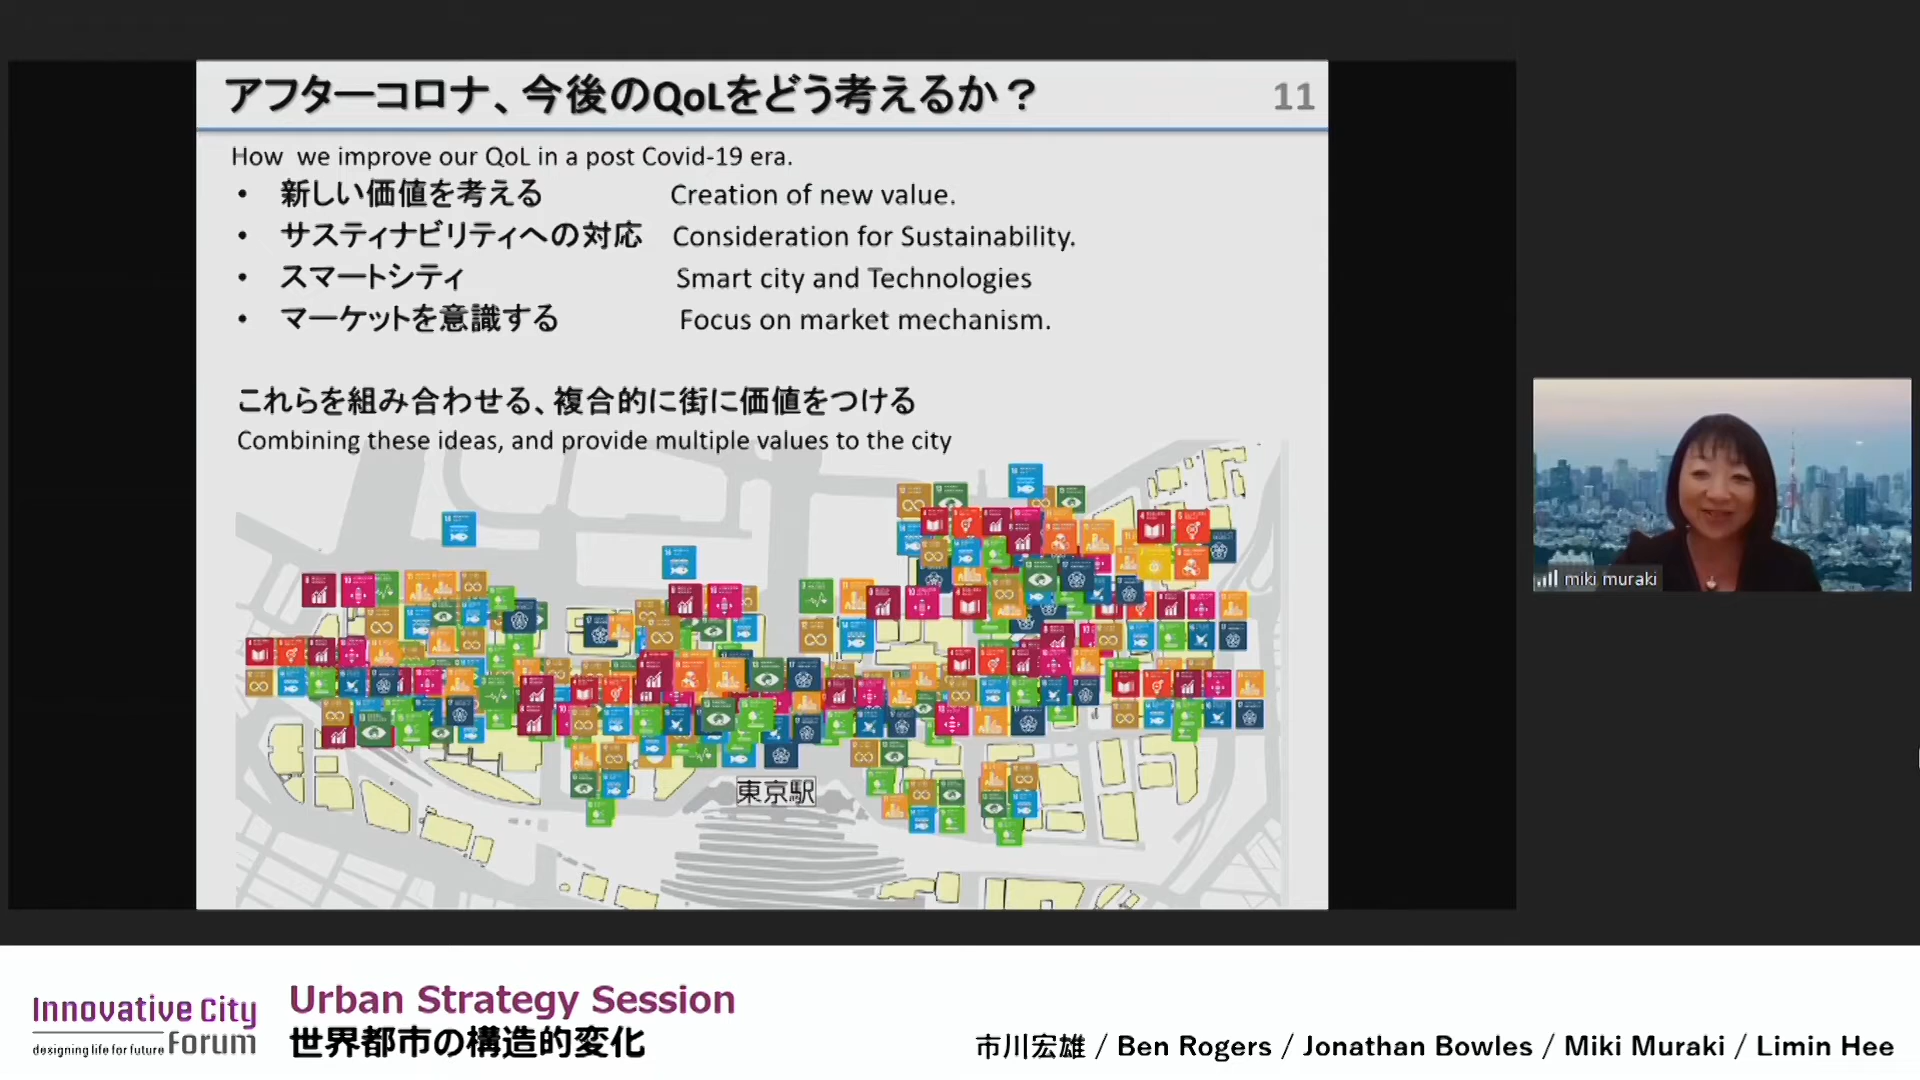 アフターコロナ、今後のQoLをどう考えるか？
11
How we improve our QoL in a post Covid-19 era.
• 新しい価値を考える Creation of new value.
• サスティナビリティへの対応 Consideration for Sustainability.
• スマートシティ Smart city and Technologies
• マーケットを意識する Focus on market mechanism.
これらを組み合わせる、複合的に街に価値をつける
Combining these ideas, and provide multiple values to the city
東京駅
miki muraki
Innovative City
Forum
designing life for future
Urban Strategy Session
世界都市の構造的変化
市川宏雄 / Ben Rogers / Jonathan Bowles / Miki Muraki / Limin Hee